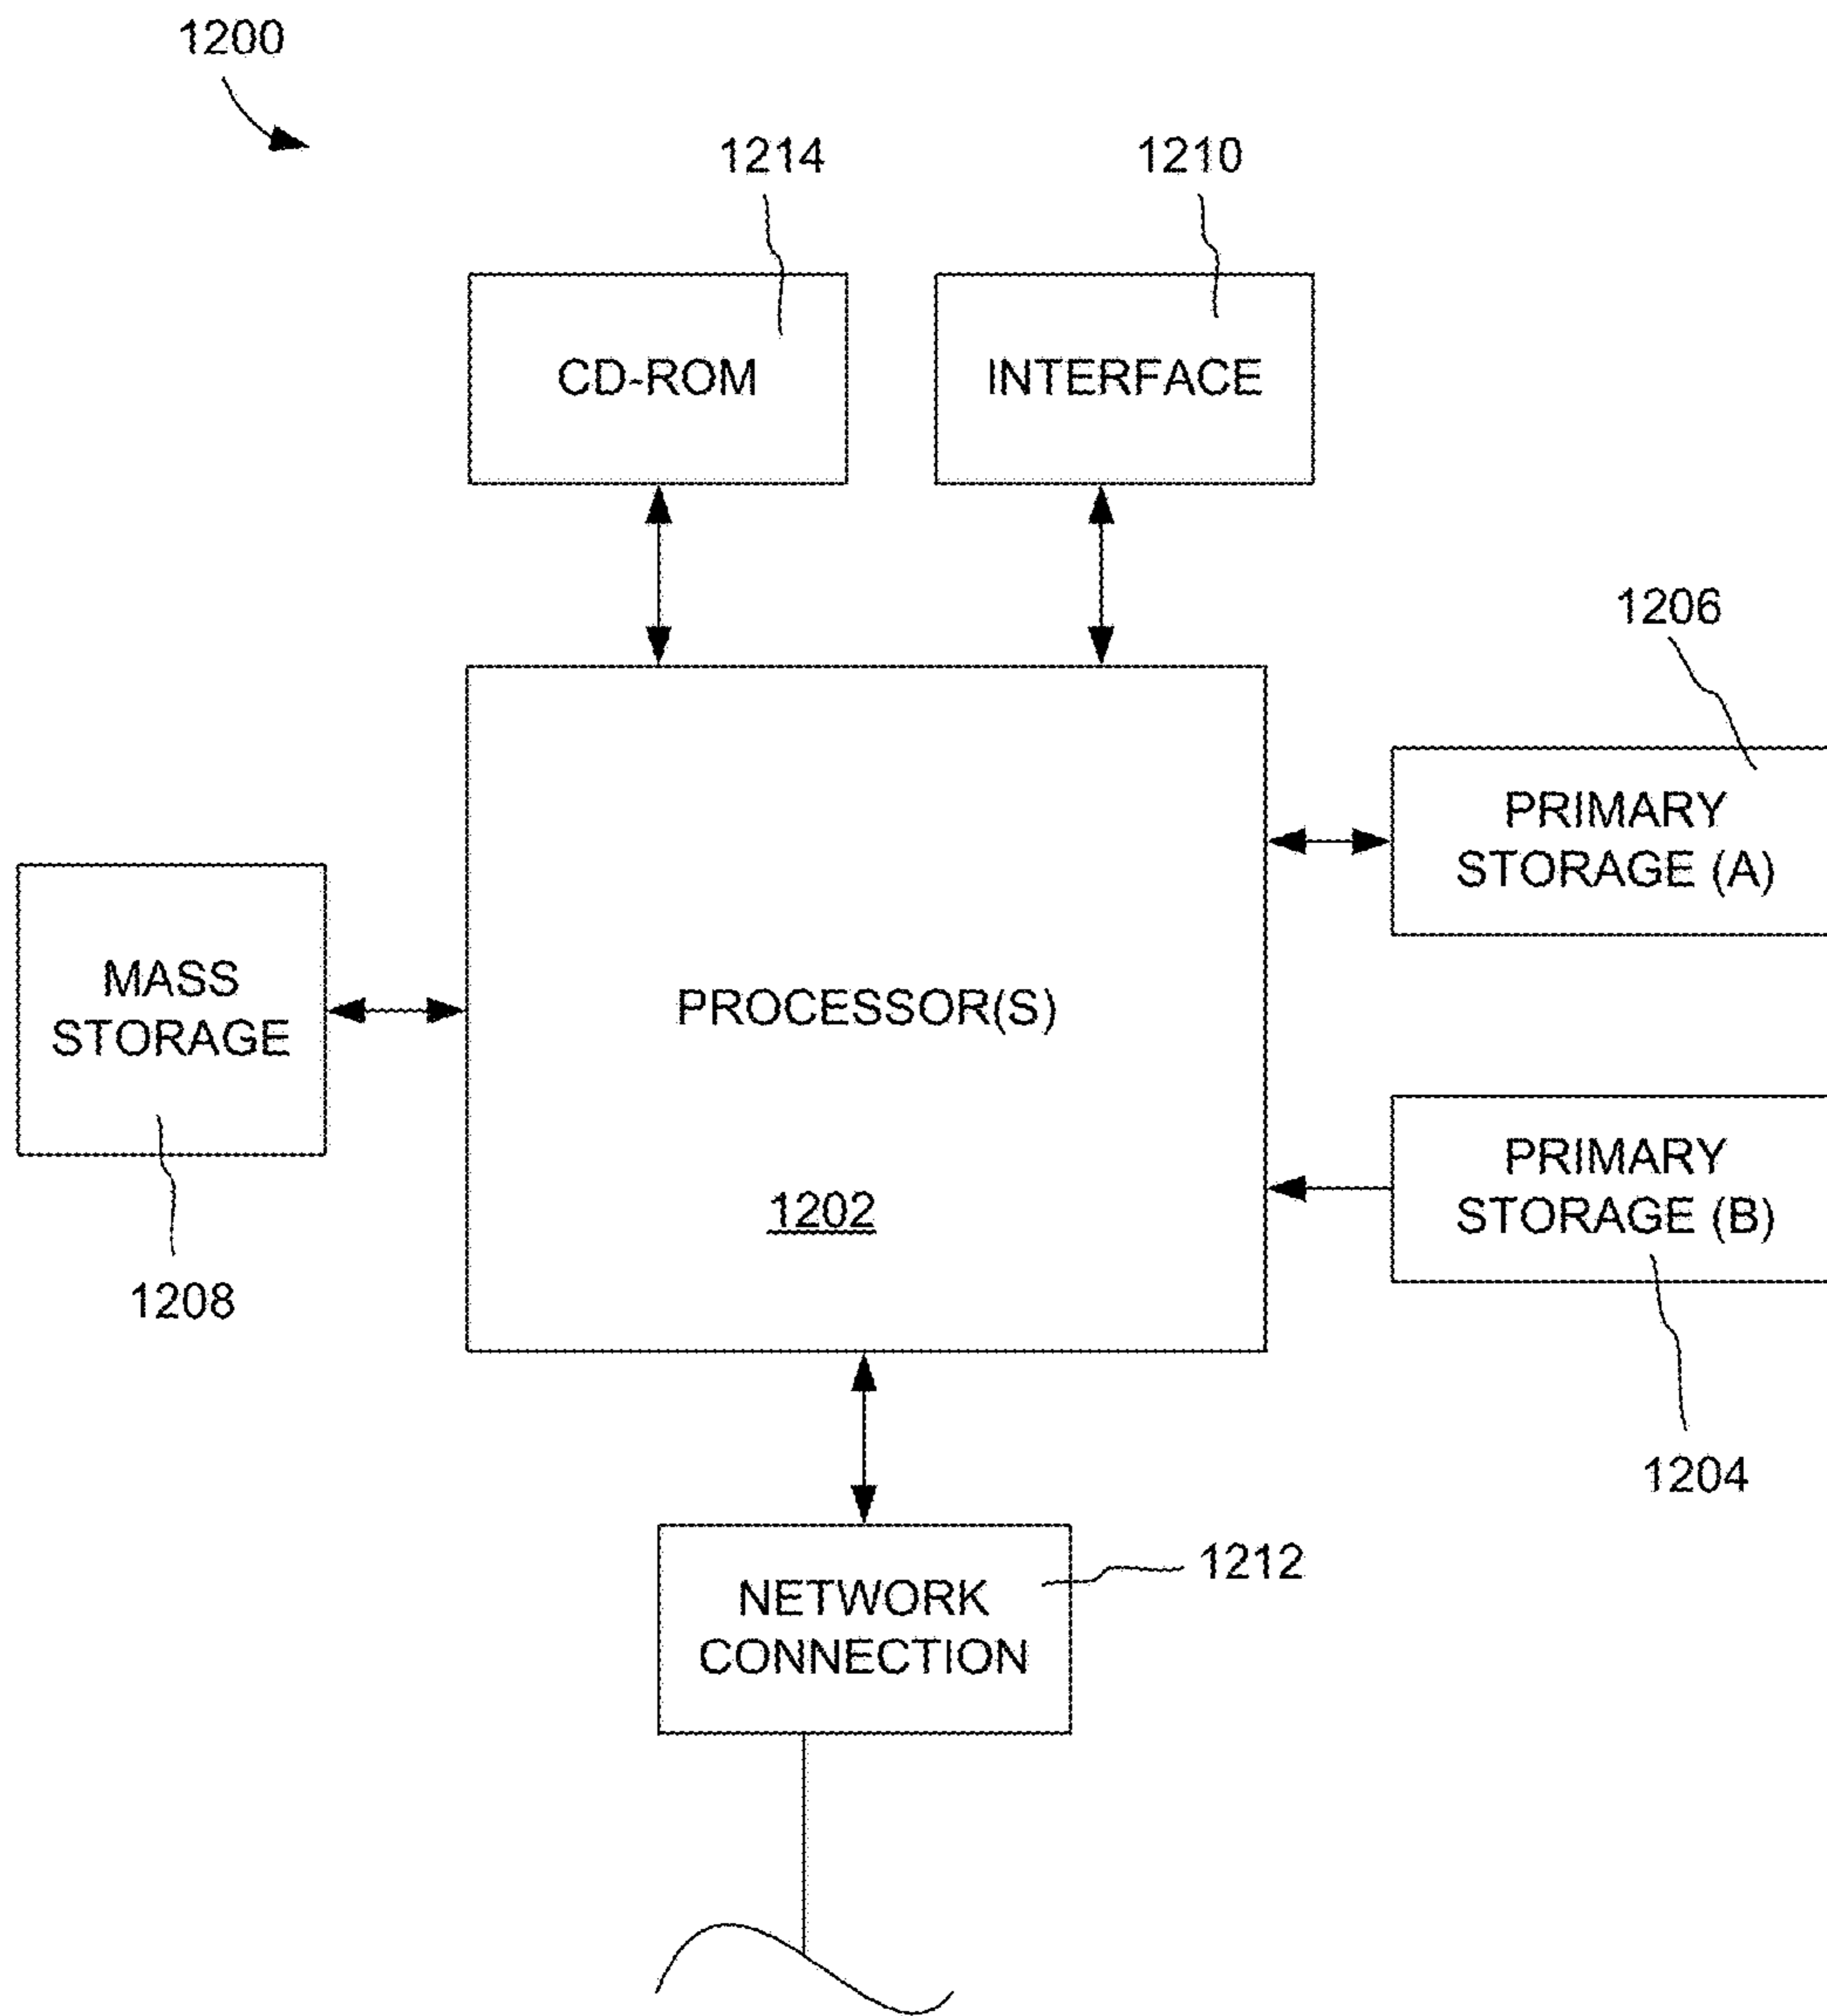 1200
1214
1210
CD-ROM
INTERFACE
1206
PRIMARY
STORAGE (A)
MASS
STORAGE
PROCESSOR(S)
1202
PRIMARY
STORAGE (B)
1208
1204
NETWORK
CONNECTION
1212